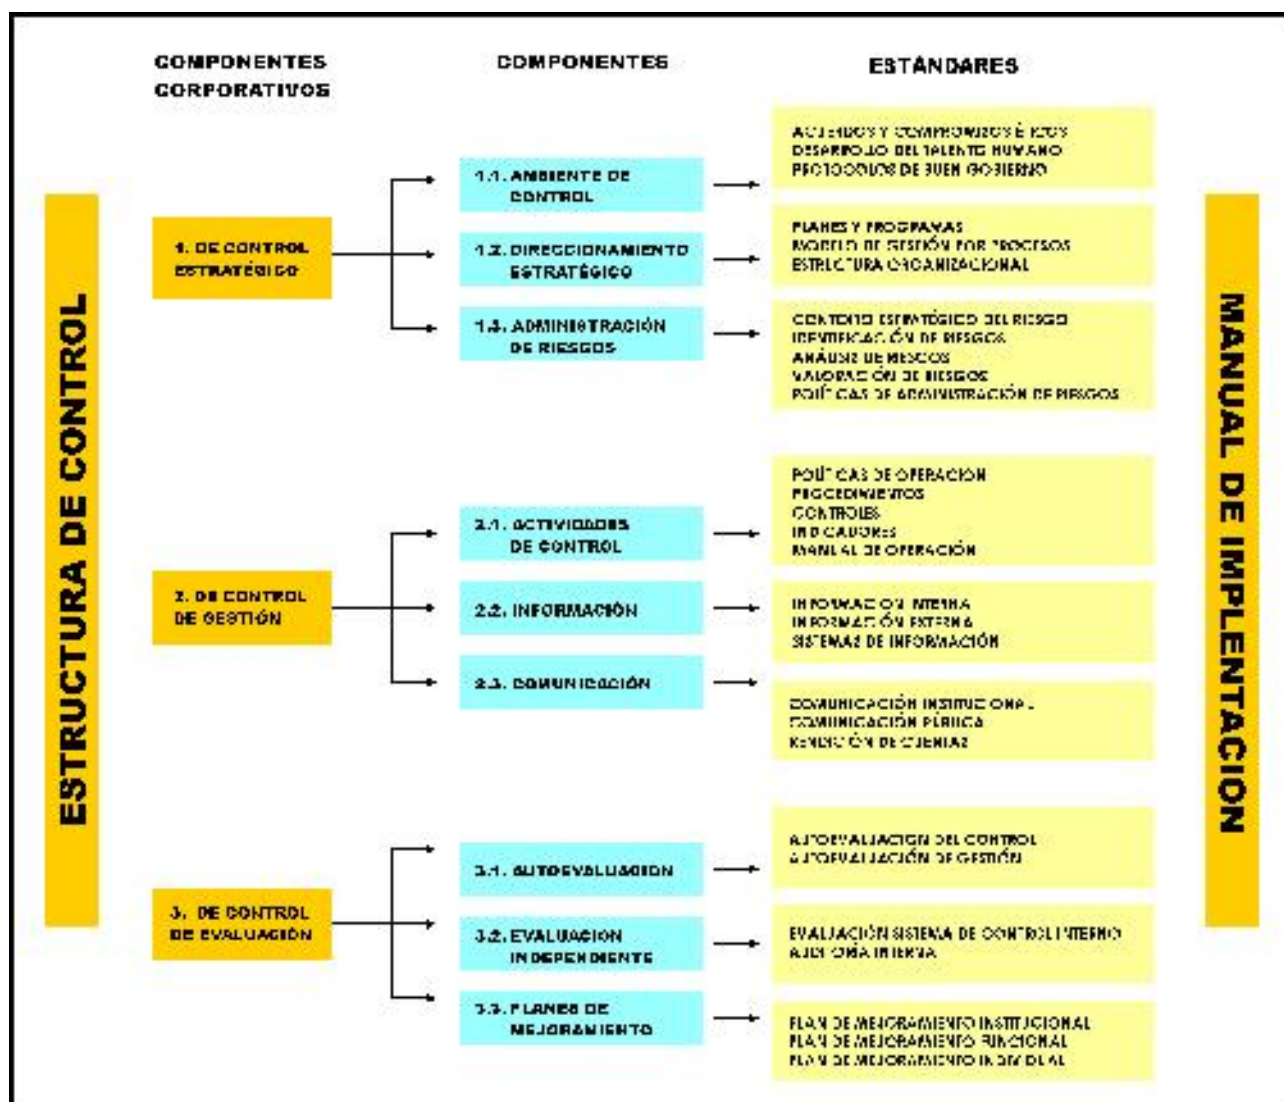 COMPONENTES
CORPORATIVOS
COMPONENTES
ESTÁNDARES
ESTRUCTURA DE CONTROL
1. DE CONTROL
ESTRATÉGICO
1.1. AMBIENTE DE
CONTROL
ACUERDOS Y COMPROMISOS ÉTICOS
DESARROLLO DEL TALENTO HUMANO
PROTOCOLOS DE BUEN GOBIERNO
1.2. DIRECCIONAMIENTO
ESTRATÉGICO
PLANES Y PROGRAMAS
MODELO DE GESTIÓN POR PROCESOS
ESTRUCTURA ORGANIZACIONAL
1.3. ADMINISTRACIÓN
DE RIESGOS
CONTEXTO ESTRATÉGICO DEL RIESGO
IDENTIFICACIÓN DE RIESGOS
ANÁLISIS DE RIESGOS
VALORACIÓN DE RIESGOS
POLÍTICAS DE ADMINISTRACIÓN DE RIESGOS
2. DE CONTROL
DE GESTIÓN
2.1. ACTIVIDADES
DE CONTROL
POLÍTICAS DE OPERACION
PROCEDIMIENTOS
CONTROLES
INDICADORES
MANUAL DE OPERACIÓN
2.2. INFORMACIÓN
INFORMACION INTERNA
INFORMACIÓN EXTERNA
SISTEMAS DE INFORMACIÓN
2.3. COMUNICACIÓN
COMUNICACIÓN INSTITUCIONAL
COMUNICACIÓN PÚBLICA
RENDICIÓN DE CUENTAS
3. DE CONTROL
DE EVALUACIÓN
3.1. AUTOEVALUACION
AUTOEVALUACION DEL CONTROL
AUTOEVALUACIÓN DE GESTIÓN
3.2. EVALUACION
INDEPENDIENTE
EVALUACIÓN SISTEMA DE CONTROL INTERNO
AUDITORÍA INTERNA
3.3. PLANES DE
MEJORAMIENTO
PLAN DE MEJORAMIENTO INSTITUCIONAL
PLAN DE MEJORAMIENTO FUNCIONAL
PLAN DE MEJORAMIENTO INDIVIDUAL
MANUAL DE IMPLENTACION